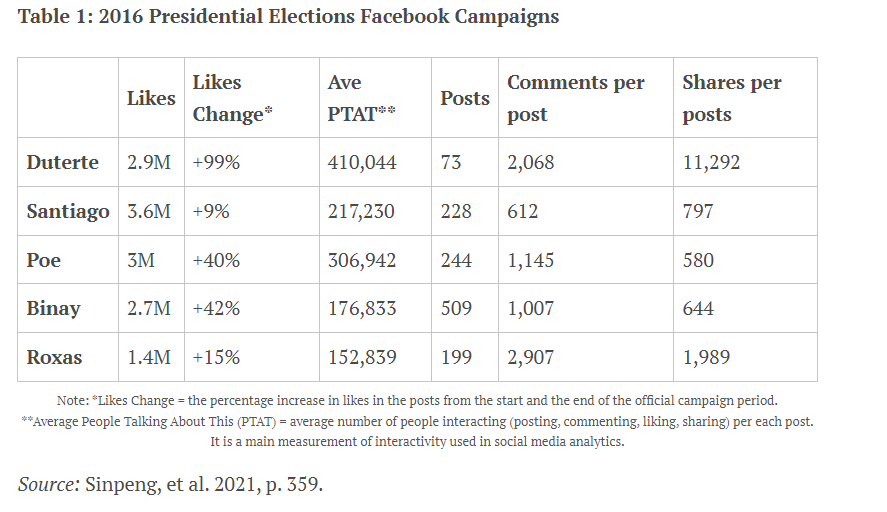 Table 1: 2016 Presidential Elections Facebook Campaigns
Likes Likes Change* Ave PTAT** Posts Comments per post Shares per posts
Duterte 2.9M +99% 410,044 73 2,068 11,292
Santiago 3.6M +9% 217,230 228 612 797
Poe 3M +40% 306,942 244 1,145 580
Binay 2.7M +42% 176,833 509 1,007 644
Roxas 1.4M +15% 152,839 199 2,907 1,989
Note: *Likes Change = the percentage increase in likes in the posts from the start and the end of the official campaign period.
**Average People Talking About This (PTAT) = average number of people interacting (posting, commenting, liking, sharing) per each post.
It is a main measurement of interactivity used in social media analytics.
Source: Sinpeng, et al. 2021, p. 359.